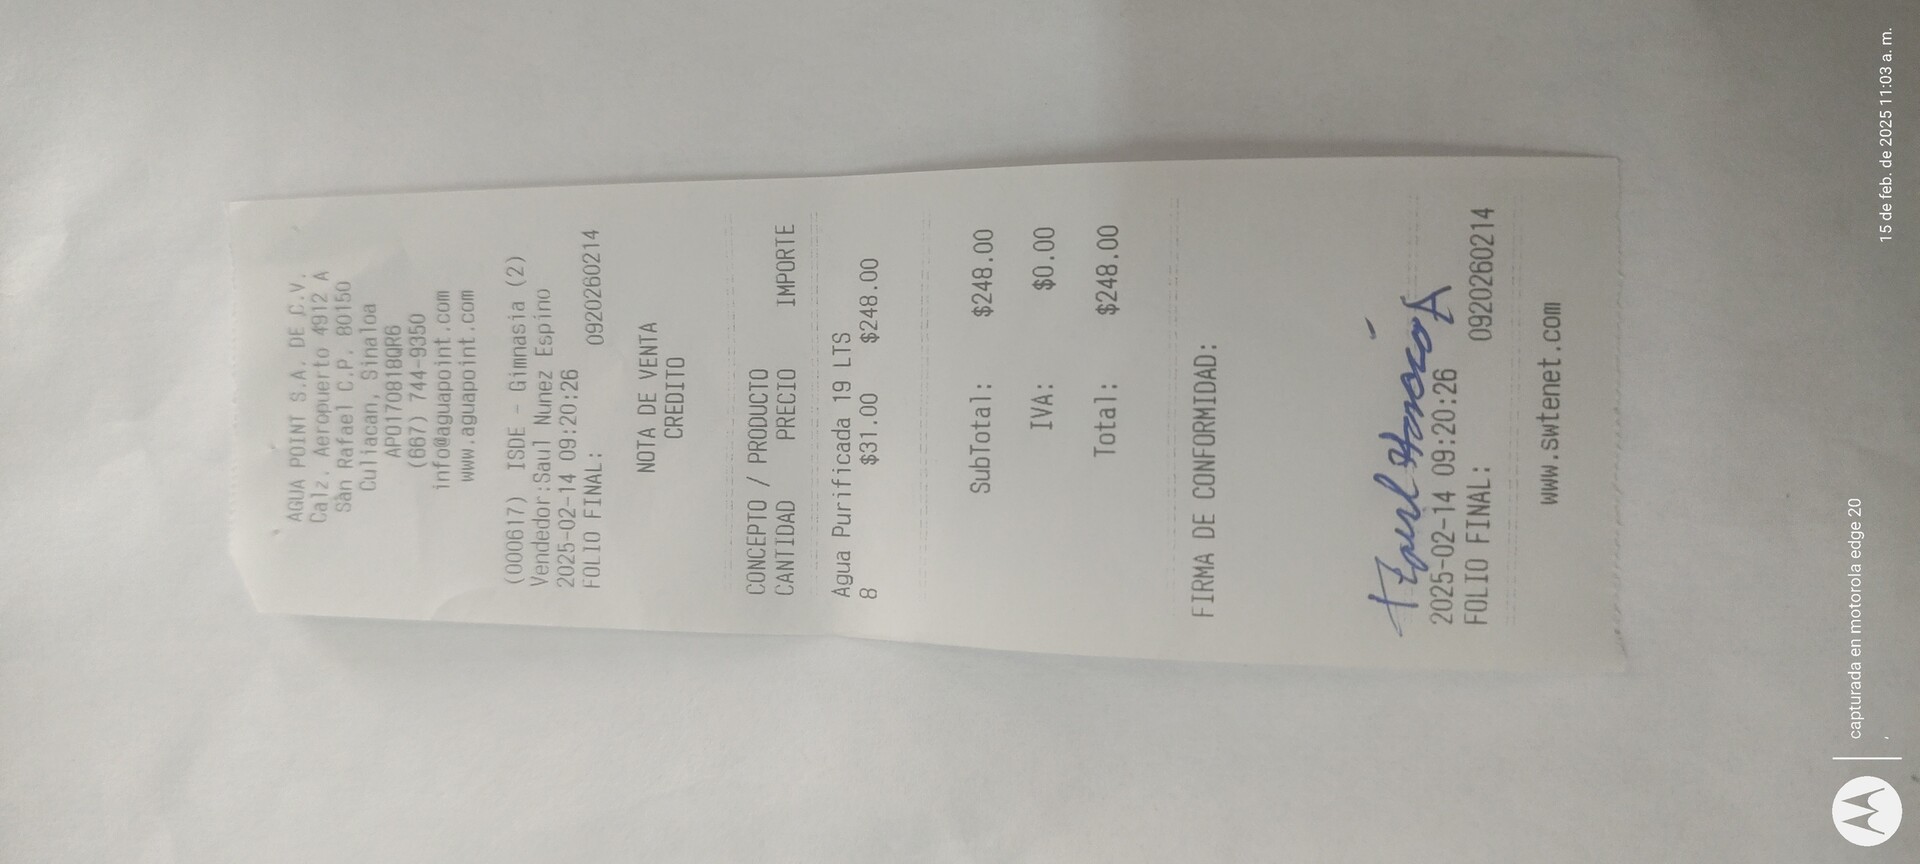 AGUA POINT S.A. DE C.V.
Calz. Aeropuerto 4912 A
San Rafael C.P. 80150
Culiacan, Sinaloa
APO170818QR6
(667) 744-9350
info@aguapoint.com
www.aguapoint.com
(000617) ISDE - Gimnasia (2)
Vendedor:Saul Nunez Espino
2025-02-14 09:20:26
FOLIO FINAL: 0920260214
NOTA DE VENTA
CREDITO
CONCEPTO / PRODUCTO
CANTIDAD PRECIO IMPORTE
Agua Purificada 19 LTS
8 $31.00 $248.00
SubTotal: $248.00
IVA: $0.00
Total: $248.00
FIRMA DE CONFORMIDAD:
2025-02-14 09:20:26
FOLIO FINAL: 0920260214
www.swtenet.com
capturada en motorola edge 20
15 de feb. de 2025 11:03 a. m.